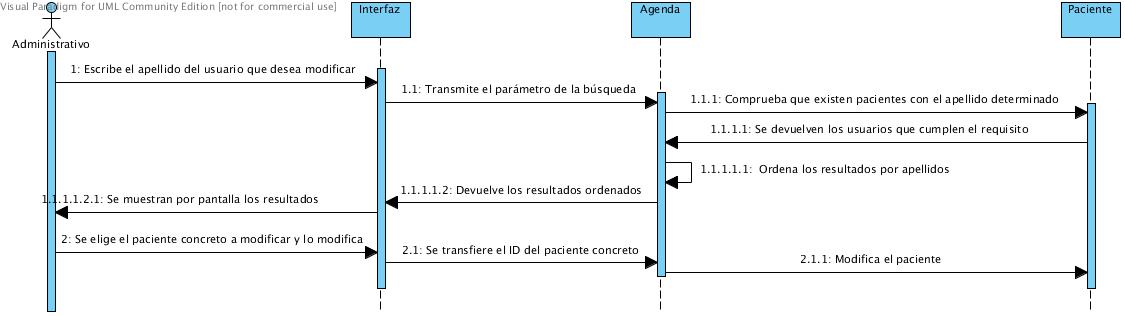 Visual Paradigm for UML Community Edition [not for commercial use]
Administrativo
Interfaz
Agenda
Paciente
1: Escribe el apellido del usuario que desea modificar
1.1: Transmite el parámetro de la búsqueda
1.1.1: Comprueba que existen pacientes con el apellido determinado
1.1.1.1: Se devuelven los usuarios que cumplen el requisito
1.1.1.1.1: Ordena los resultados por apellidos
1.1.1.1.2: Devuelve los resultados ordenados
1.1.1.1.2.1: Se muestran por pantalla los resultados
2: Se elige el paciente concreto a modificar y lo modifica
2.1: Se transfiere el ID del paciente concreto
2.1.1: Modifica el paciente